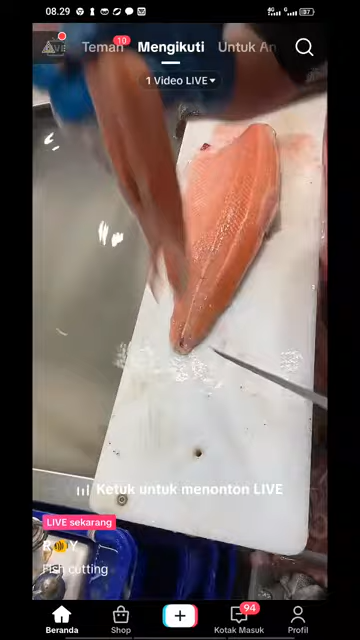 08.29
LIVE
Teman 10
Mengikuti
Untuk An
1 Video LIVE
Ketuk untuk menonton LIVE
LIVE sekarang
Fish cutting
Beranda
Shop
94
Kotak Masuk
Profil